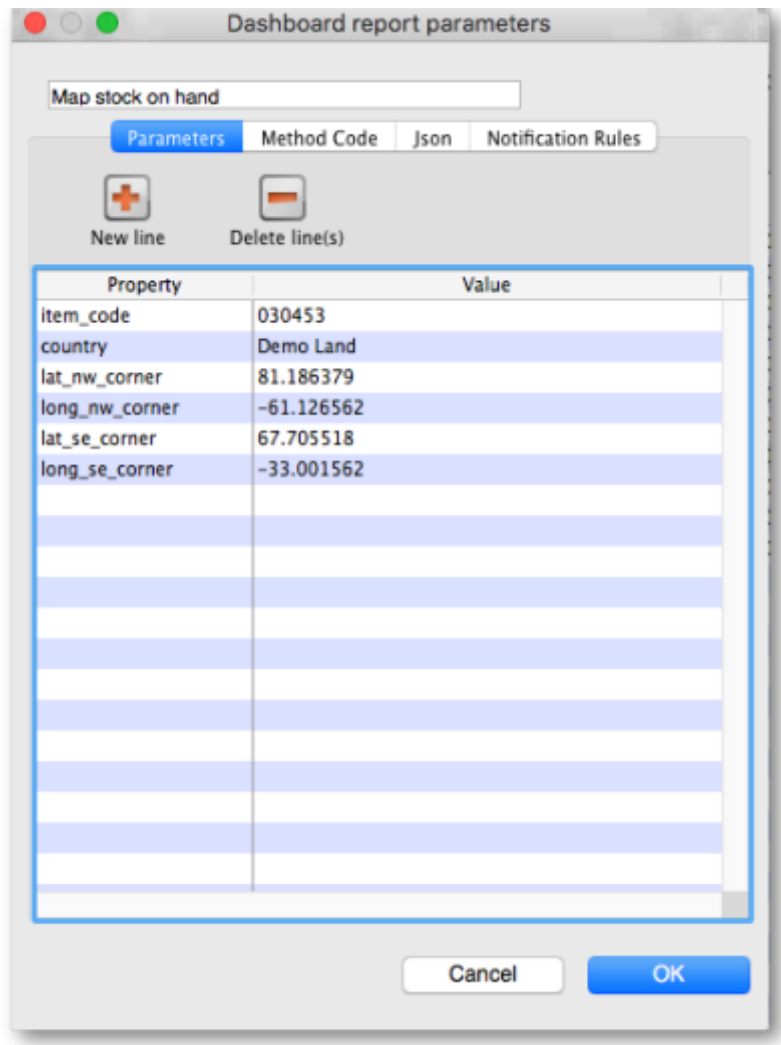 Dashboard report parameters
Map stock on hand
Parameters Method Code Json Notification Rules
New line Delete line(s)
Property Value
item_code 030453
country Demo Land
lat_nw_corner 81.186379
long_nw_corner -61.126562
lat_se_corner 67.705518
long_se_corner -33.001562
Cancel OK